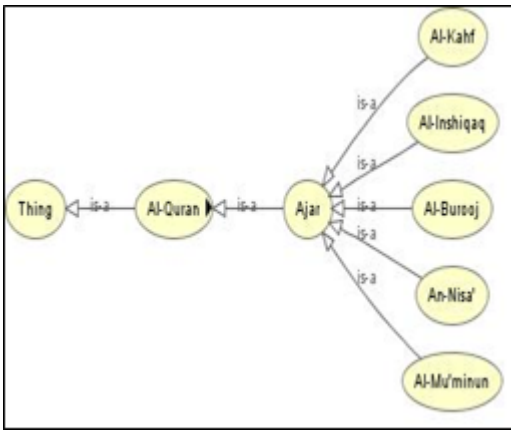 Al-Kahf
is-a
Al-Inshiqaq
is-a
Thing
is-a
Al-Quran
is-a
Ajar
is-a
Al-Burooj
is-a
An-Nisa'
is-a
Al-Mu'minun